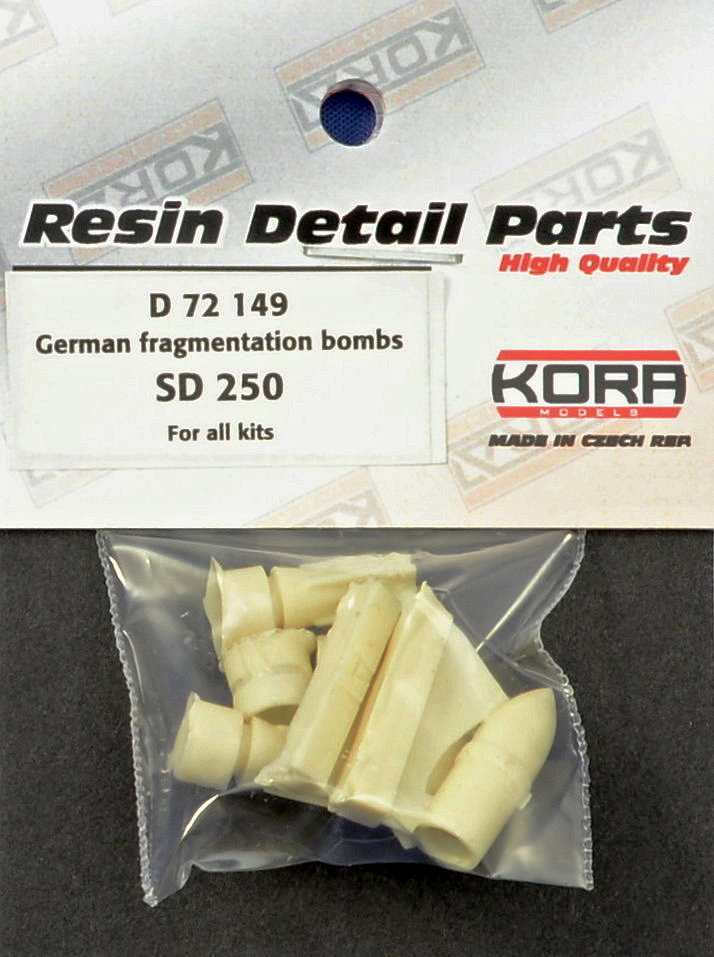 Resin Detail Parts
High Quality
D 72 149
German fragmentation bombs
SD 250
For all kits
KORA
MODELS
MADE IN CZECH REP.